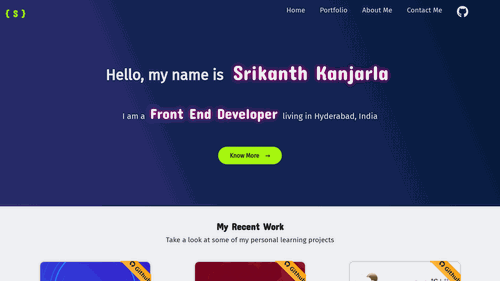 { S }
Home Portfolio About Me Contact Me
Hello, my name is Srikanth Kanjarla
I am a Front End Developer living in Hyderabad, India
Know More →
My Recent Work
Take a look at some of my personal learning projects
Github
Github
Github